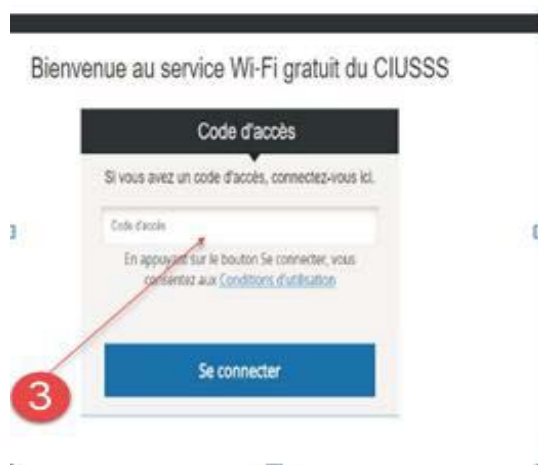 Bienvenue au service Wi-Fi gratuit du CIUSSS
Code d'accès
Si vous avez un code d'accès, connectez-vous ici.
Code d'accès
En appuyant sur le bouton Se connecter, vous
consentez aux Conditions d'utilisation
3
Se connecter